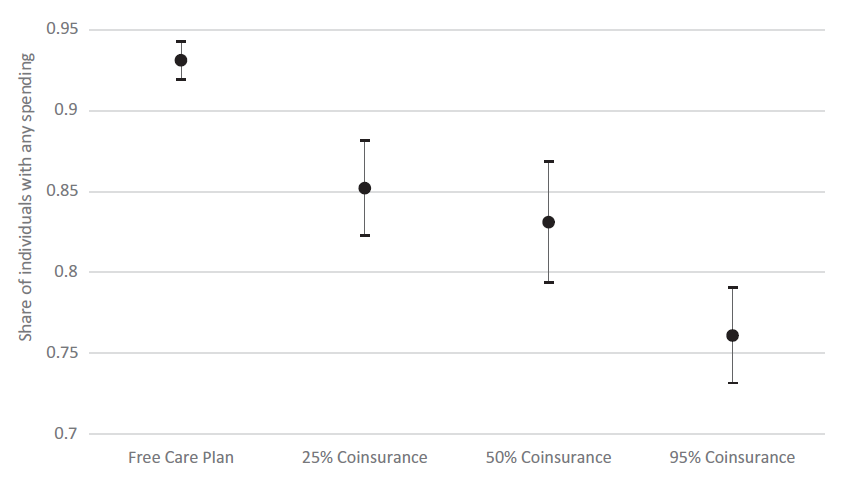 0.95
0.9
0.85
0.8
0.75
0.7
Share of individuals with any spending
Free Care Plan
25% Coinsurance
50% Coinsurance
95% Coinsurance